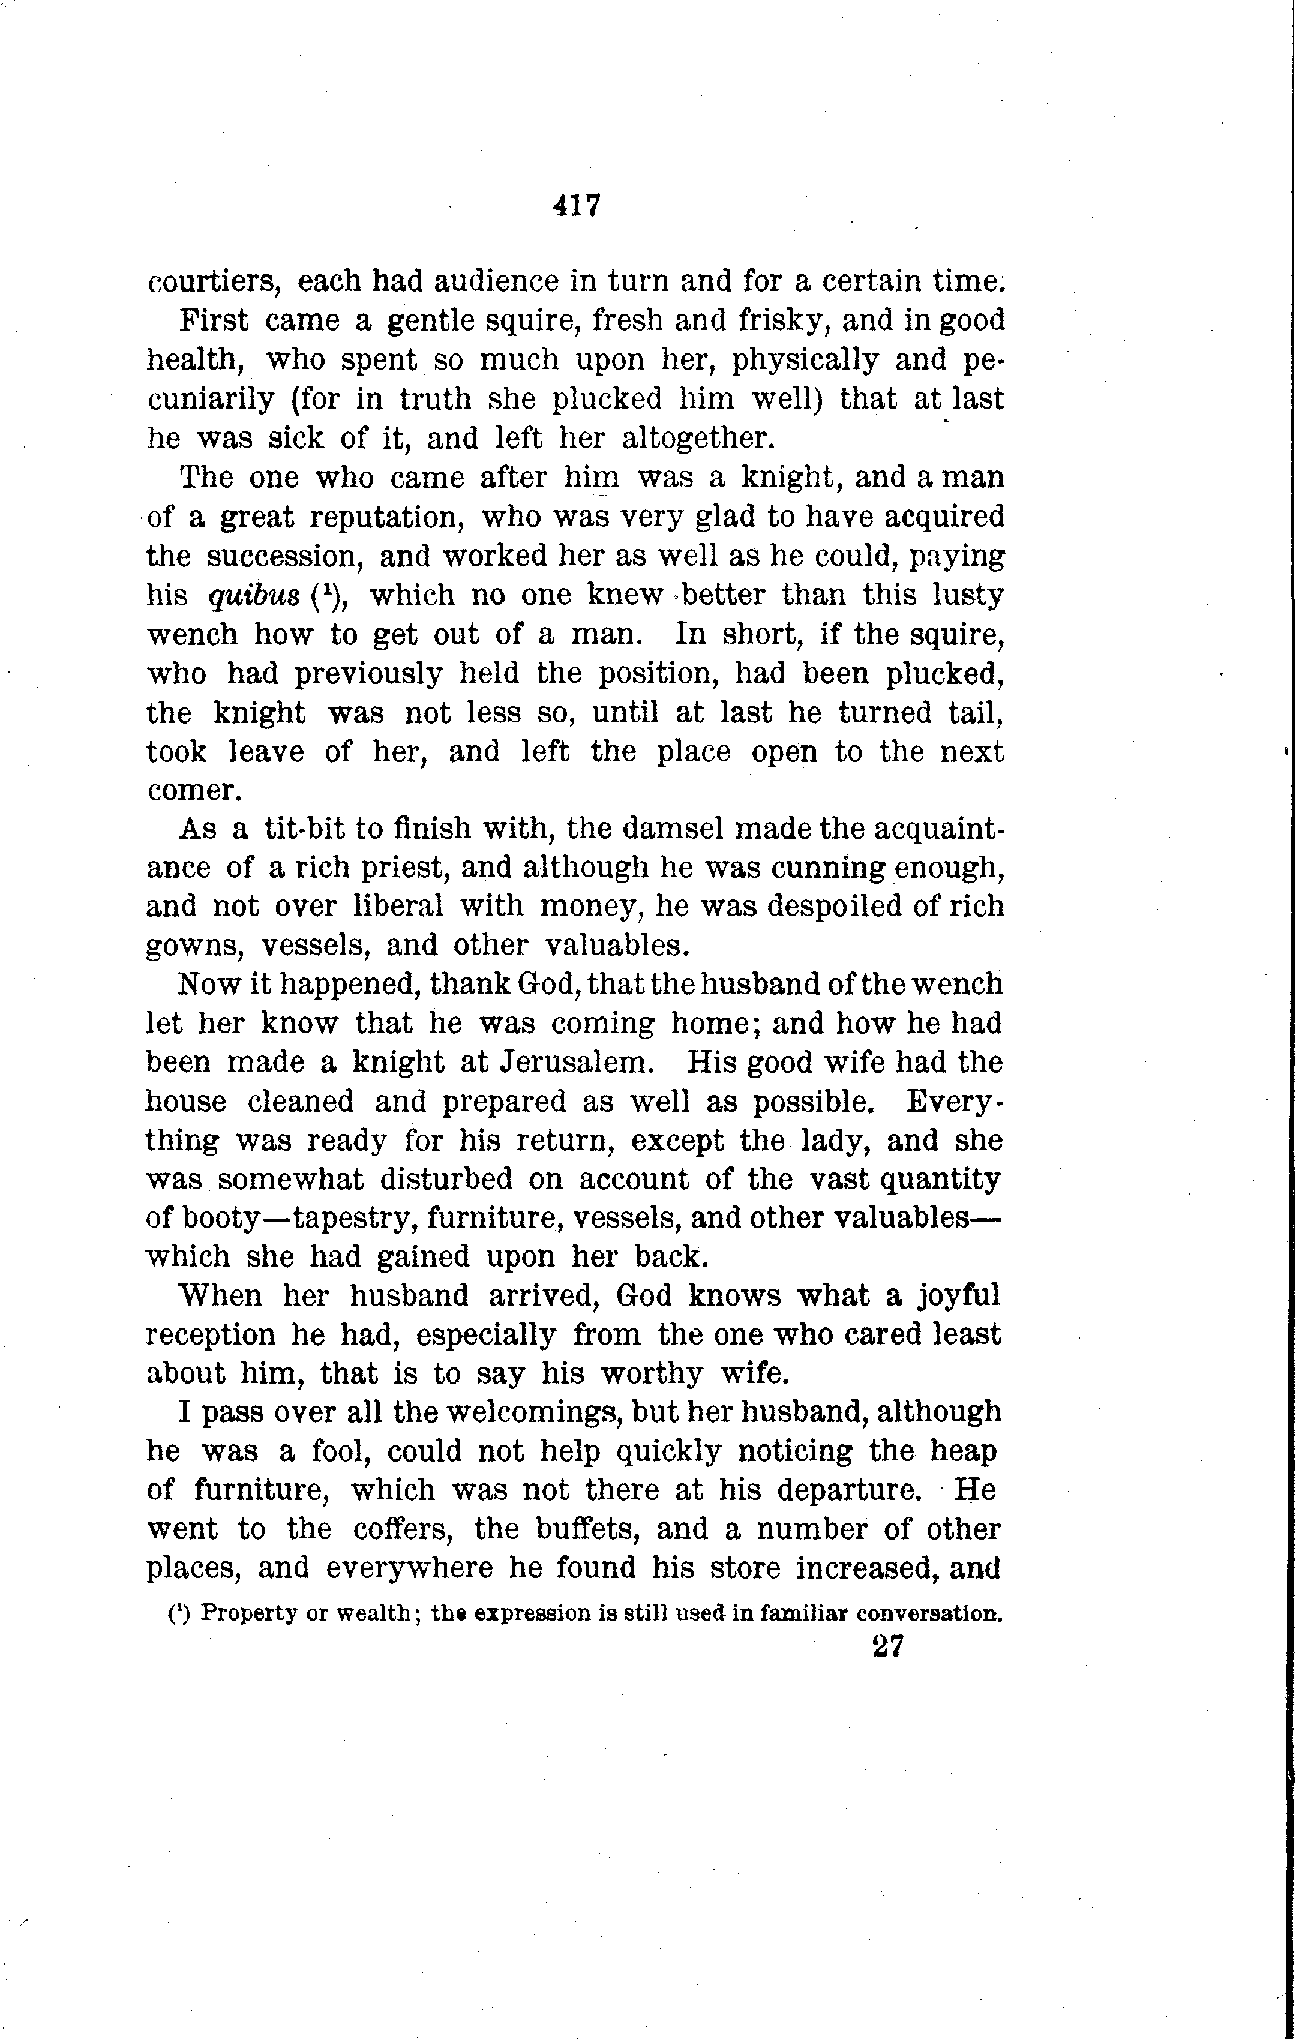 417
courtiers, each had audience in turn and for a certain time.
First came a gentle squire, fresh and frisky, and in good
health, who spent so much upon her, physically and pe-
cuniarily (for in truth she plucked him well) that at last
he was sick of it, and left her altogether.
The one who came after him was a knight, and a man
of a great reputation, who was very glad to have acquired
the succession, and worked her as well as he could, paying
his quibus (¹), which no one knew better than this lusty
wench how to get out of a man. In short, if the squire,
who had previously held the position, had been plucked,
the knight was not less so, until at last he turned tail,
took leave of her, and left the place open to the next
comer.
As a tit-bit to finish with, the damsel made the acquaint-
ance of a rich priest, and although he was cunning enough,
and not over liberal with money, he was despoiled of rich
gowns, vessels, and other valuables.
Now it happened, thank God, that the husband of the wench
let her know that he was coming home; and how he had
been made a knight at Jerusalem. His good wife had the
house cleaned and prepared as well as possible. Every-
thing was ready for his return, except the lady, and she
was somewhat disturbed on account of the vast quantity
of booty—tapestry, furniture, vessels, and other valuables—
which she had gained upon her back.
When her husband arrived, God knows what a joyful
reception he had, especially from the one who cared least
about him, that is to say his worthy wife.
I pass over all the welcomings, but her husband, although
he was a fool, could not help quickly noticing the heap
of furniture, which was not there at his departure. He
went to the coffers, the buffets, and a number of other
places, and everywhere he found his store increased, and
(¹) Property or wealth; the expression is still used in familiar conversation.
27